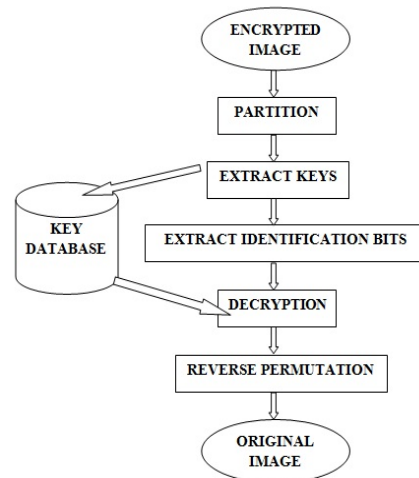 ENCRYPTED
IMAGE
PARTITION
EXTRACT KEYS
KEY
DATABASE
EXTRACT IDENTIFICATION BITS
DECRYPTION
REVERSE PERMUTATION
ORIGINAL
IMAGE